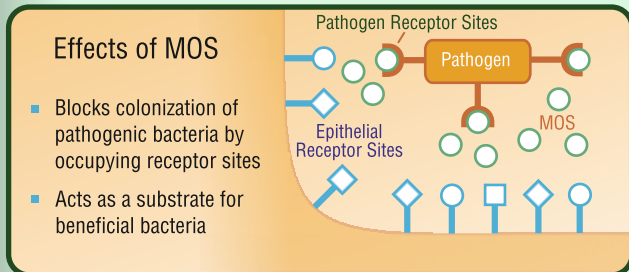 Effects of MOS
Blocks colonization of
pathogenic bacteria by
occupying receptor sites
Acts as a substrate for
beneficial bacteria
Pathogen Receptor Sites
Pathogen
MOS
Epithelial
Receptor Sites